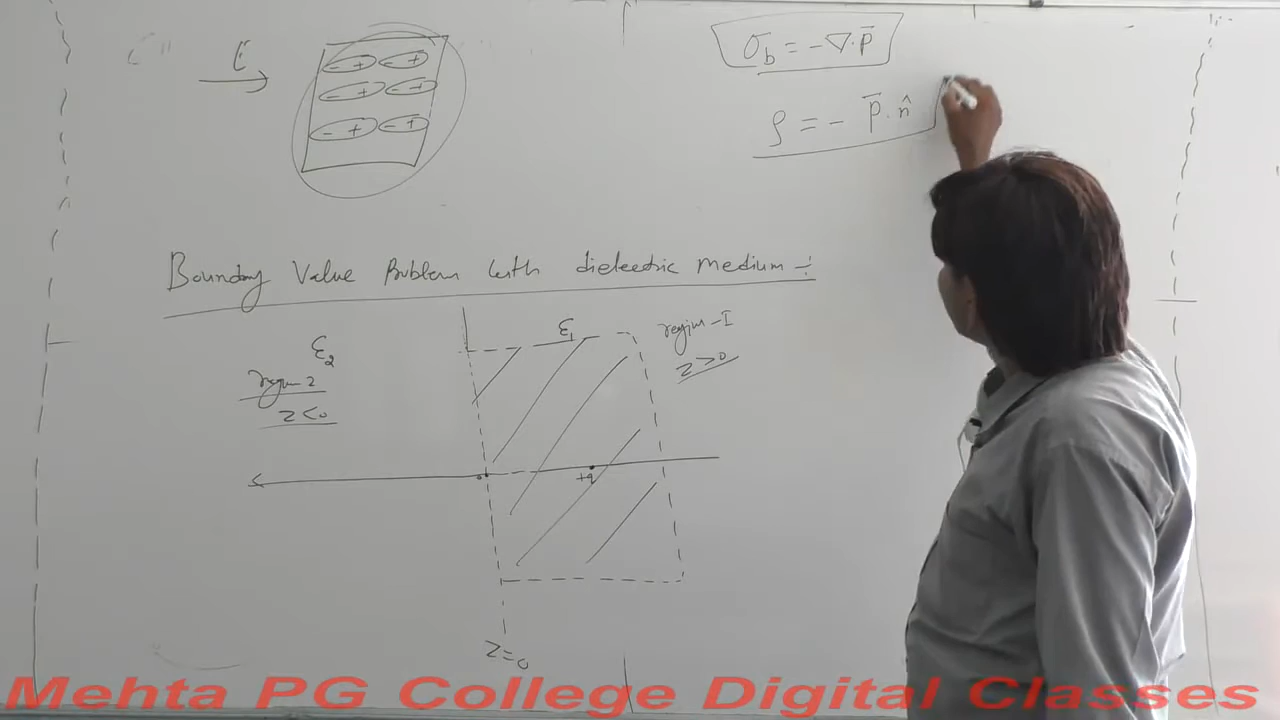 E
- + - +
- + - +
- + - +
σb = -∇·P̄
ρ = - P̄·n̂
Boundary Value Problem with dielectric medium ÷
ε1
region-I
z>0
ε2
region 2
z<0
0
+q
z=0
Mehta PG College Digital Classes